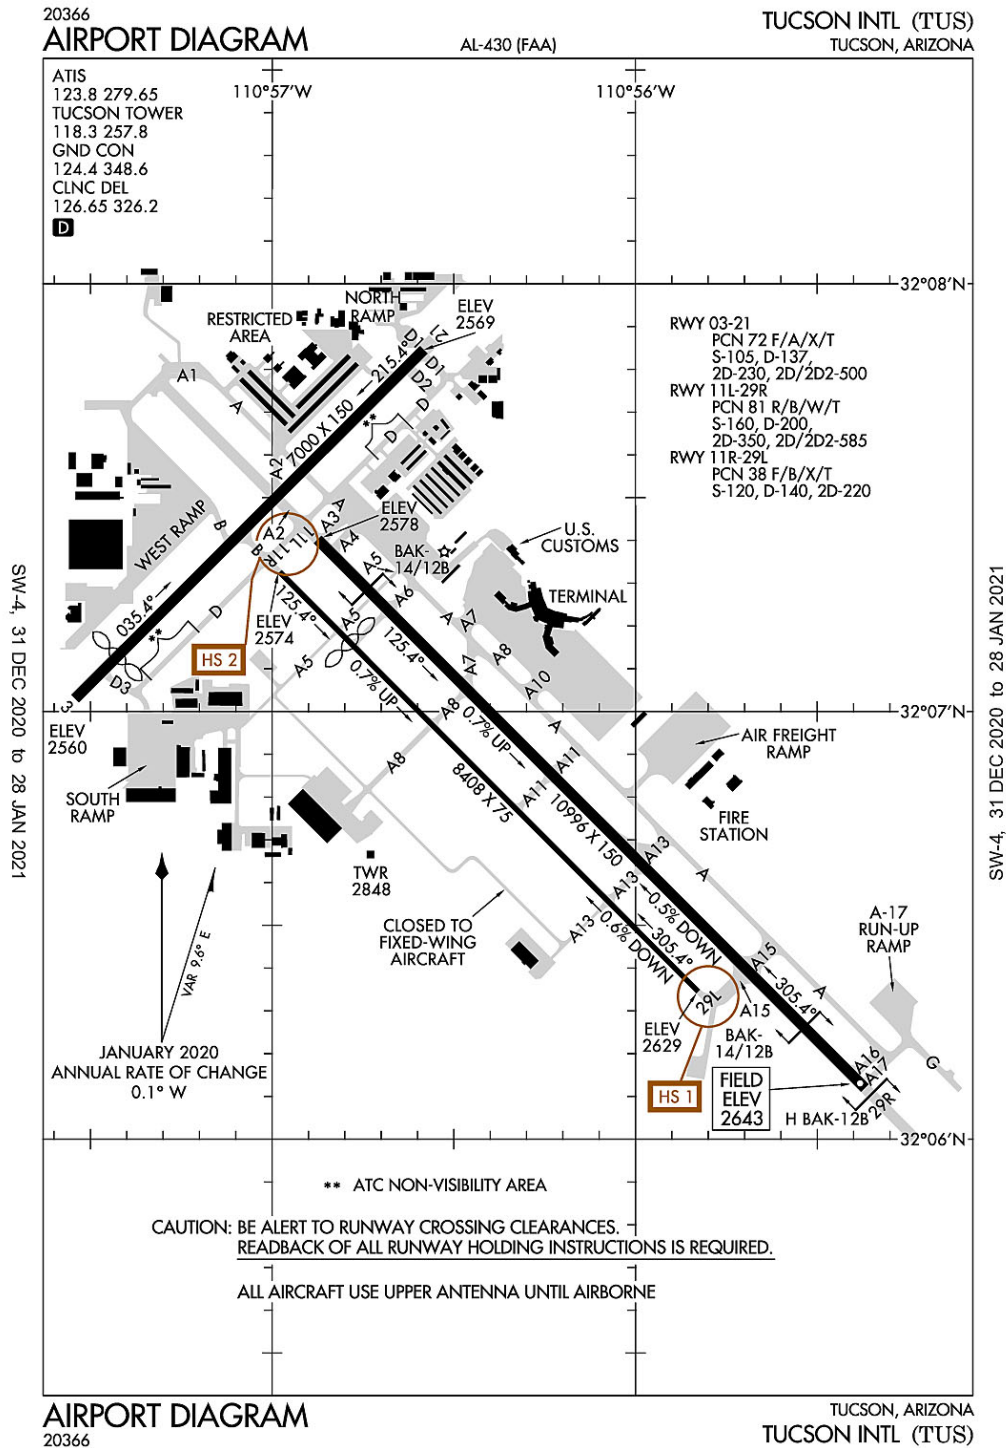 20366
AIRPORT DIAGRAM
AL-430 (FAA)
TUCSON INTL (TUS)
TUCSON, ARIZONA
ATIS
123.8 279.65
TUCSON TOWER
118.3 257.8
GND CON
124.4 348.6
CLNC DEL
126.65 326.2
D
110°57'W
110°56'W
32°08'N
NORTH
RAMP
RESTRICTED
AREA
ELEV
2569
21
D1
D1
D2
D
D
215.4°
7000 X 150
**
A1
A
A2
RWY 03-21
PCN 72 F/A/X/T
S-105, D-137,
2D-230, 2D/2D2-500
RWY 11L-29R
PCN 81 R/B/W/T
S-160, D-200,
2D-350, 2D/2D2-585
RWY 11R-29L
PCN 38 F/B/X/T
S-120, D-140, 2D-220
WEST RAMP
B
B
A2
11L
11R
A
A3
A4
ELEV
2578
BAK-
14/12B
U.S.
CUSTOMS
TERMINAL
035.4°
**
D
D3
3
ELEV
2560
HS 2
ELEV
2574
125.4°
A5
A5
A5
A6
125.4°
0.7% UP
A
A7
A7
A8
A8
A8
A10
0.7% UP
A
A11
A11
32°07'N
AIR FREIGHT
RAMP
FIRE
STATION
SOUTH
RAMP
8408 X 75
10996 X 150
TWR
2848
CLOSED TO
FIXED-WING
AIRCRAFT
A13
A13
A13
A
0.5% DOWN
305.4°
0.6% DOWN
A-17
RUN-UP
RAMP
A15
A15
305.4°
A
29L
ELEV
2629
BAK-
14/12B
HS 1
FIELD
ELEV
2643
A16
A17
G
29R
H BAK-12B
VAR 9.6° E
JANUARY 2020
ANNUAL RATE OF CHANGE
0.1° W
32°06'N
** ATC NON-VISIBILITY AREA
CAUTION: BE ALERT TO RUNWAY CROSSING CLEARANCES.
READBACK OF ALL RUNWAY HOLDING INSTRUCTIONS IS REQUIRED.
ALL AIRCRAFT USE UPPER ANTENNA UNTIL AIRBORNE
SW-4, 31 DEC 2020 to 28 JAN 2021
SW-4, 31 DEC 2020 to 28 JAN 2021
AIRPORT DIAGRAM
20366
TUCSON, ARIZONA
TUCSON INTL (TUS)